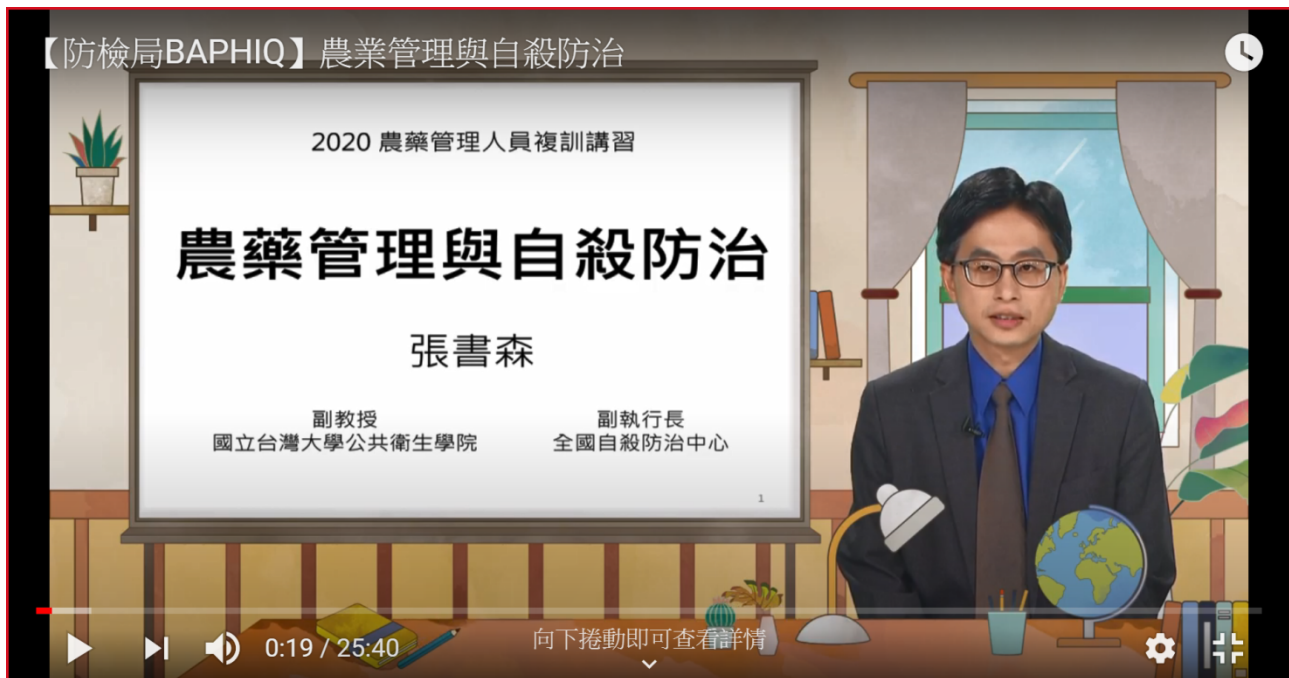 【防檢局BAPHIQ】農業管理與自殺防治
2020 農藥管理人員複訓講習
農藥管理與自殺防治
張書森
副教授
國立台灣大學公共衛生學院
副執行長
全國自殺防治中心
1
0:19 / 25:40
向下捲動即可查看詳情